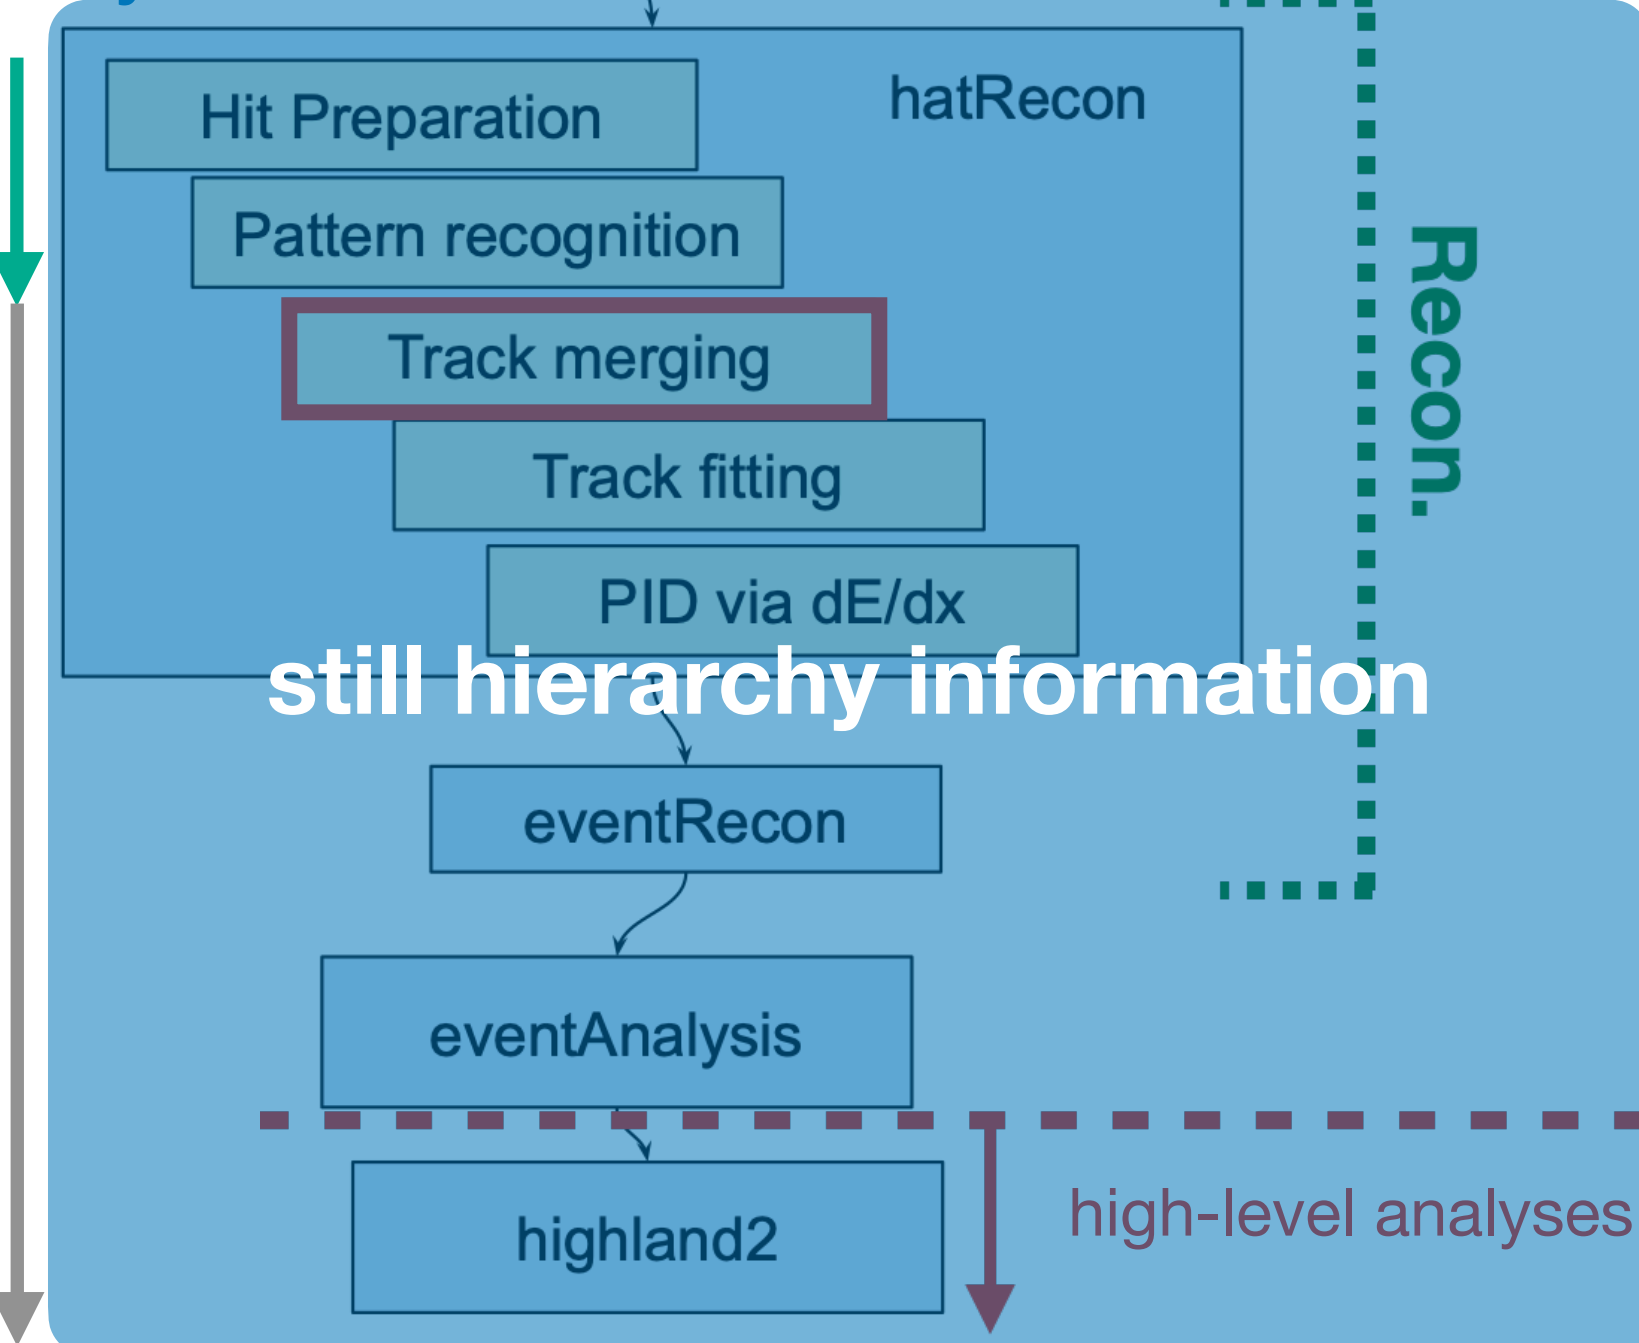 hatRecon
Hit Preparation
Pattern recognition
Track merging
Track fitting
PID via dE/dx
Recon.
still hierarchy information
eventRecon
eventAnalysis
high-level analyses
highland2